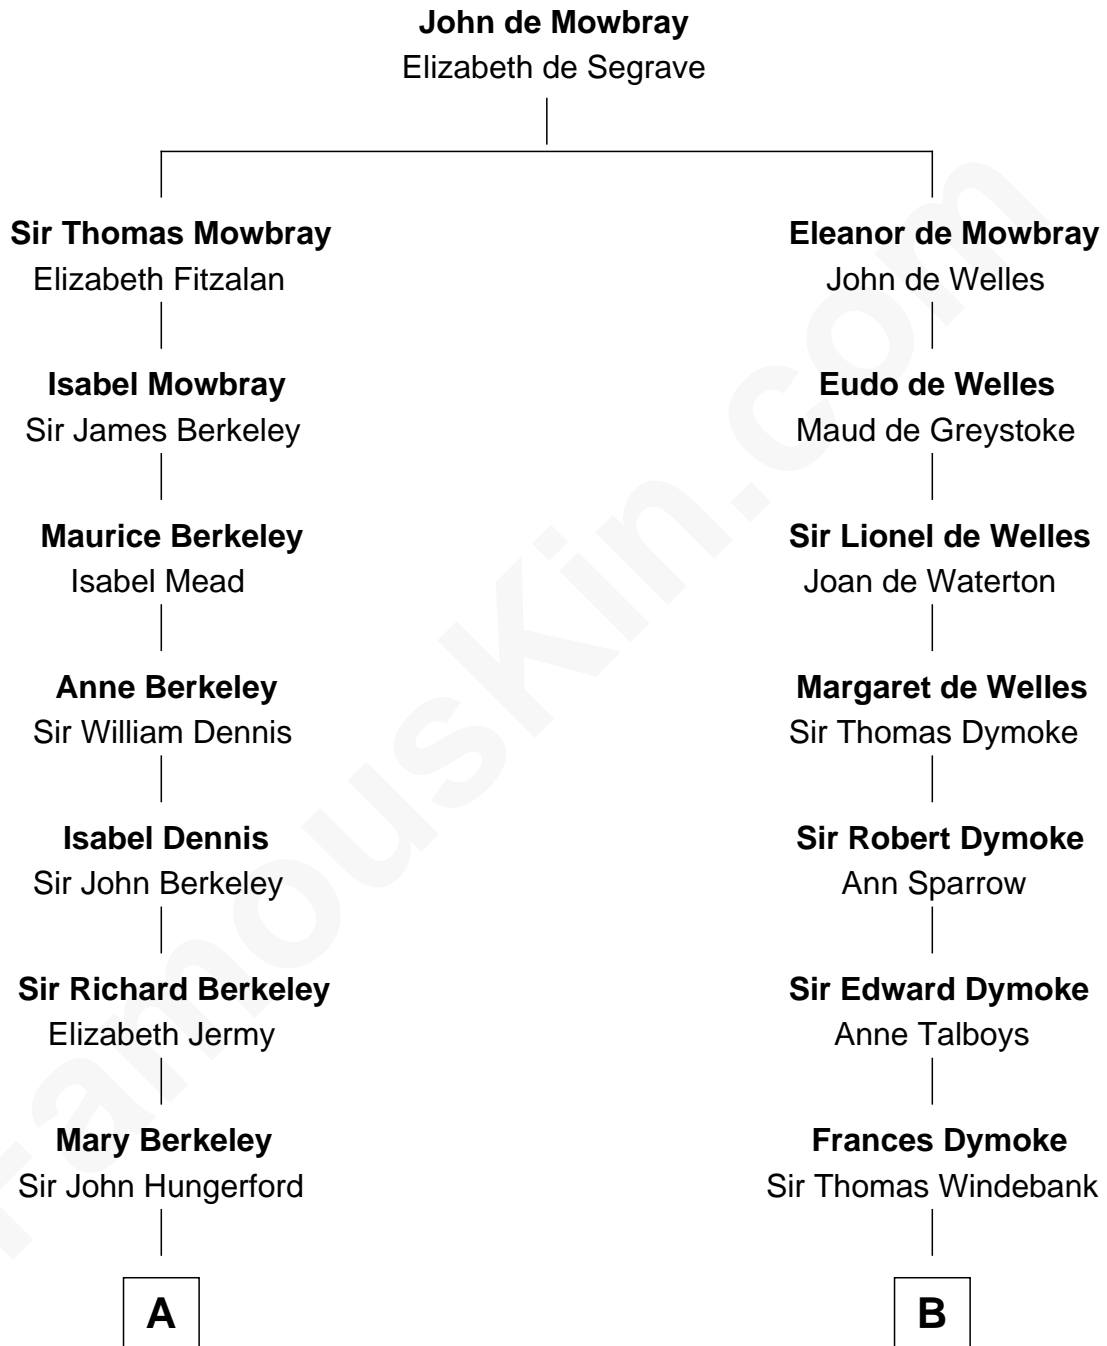 John de Mowbray
Elizabeth de Segrave
Sir Thomas Mowbray
Elizabeth Fitzalan
Eleanor de Mowbray
John de Welles
Isabel Mowbray
Sir James Berkeley
Eudo de Welles
Maud de Greystoke
Maurice Berkeley
Isabel Mead
Sir Lionel de Welles
Joan de Waterton
Anne Berkeley
Sir William Dennis
Margaret de Welles
Sir Thomas Dymoke
Isabel Dennis
Sir John Berkeley
Sir Robert Dymoke
Ann Sparrow
Sir Richard Berkeley
Elizabeth Jermy
Sir Edward Dymoke
Anne Talboys
Mary Berkeley
Sir John Hungerford
Frances Dymoke
Sir Thomas Windebank
A
B
FamousKin.com